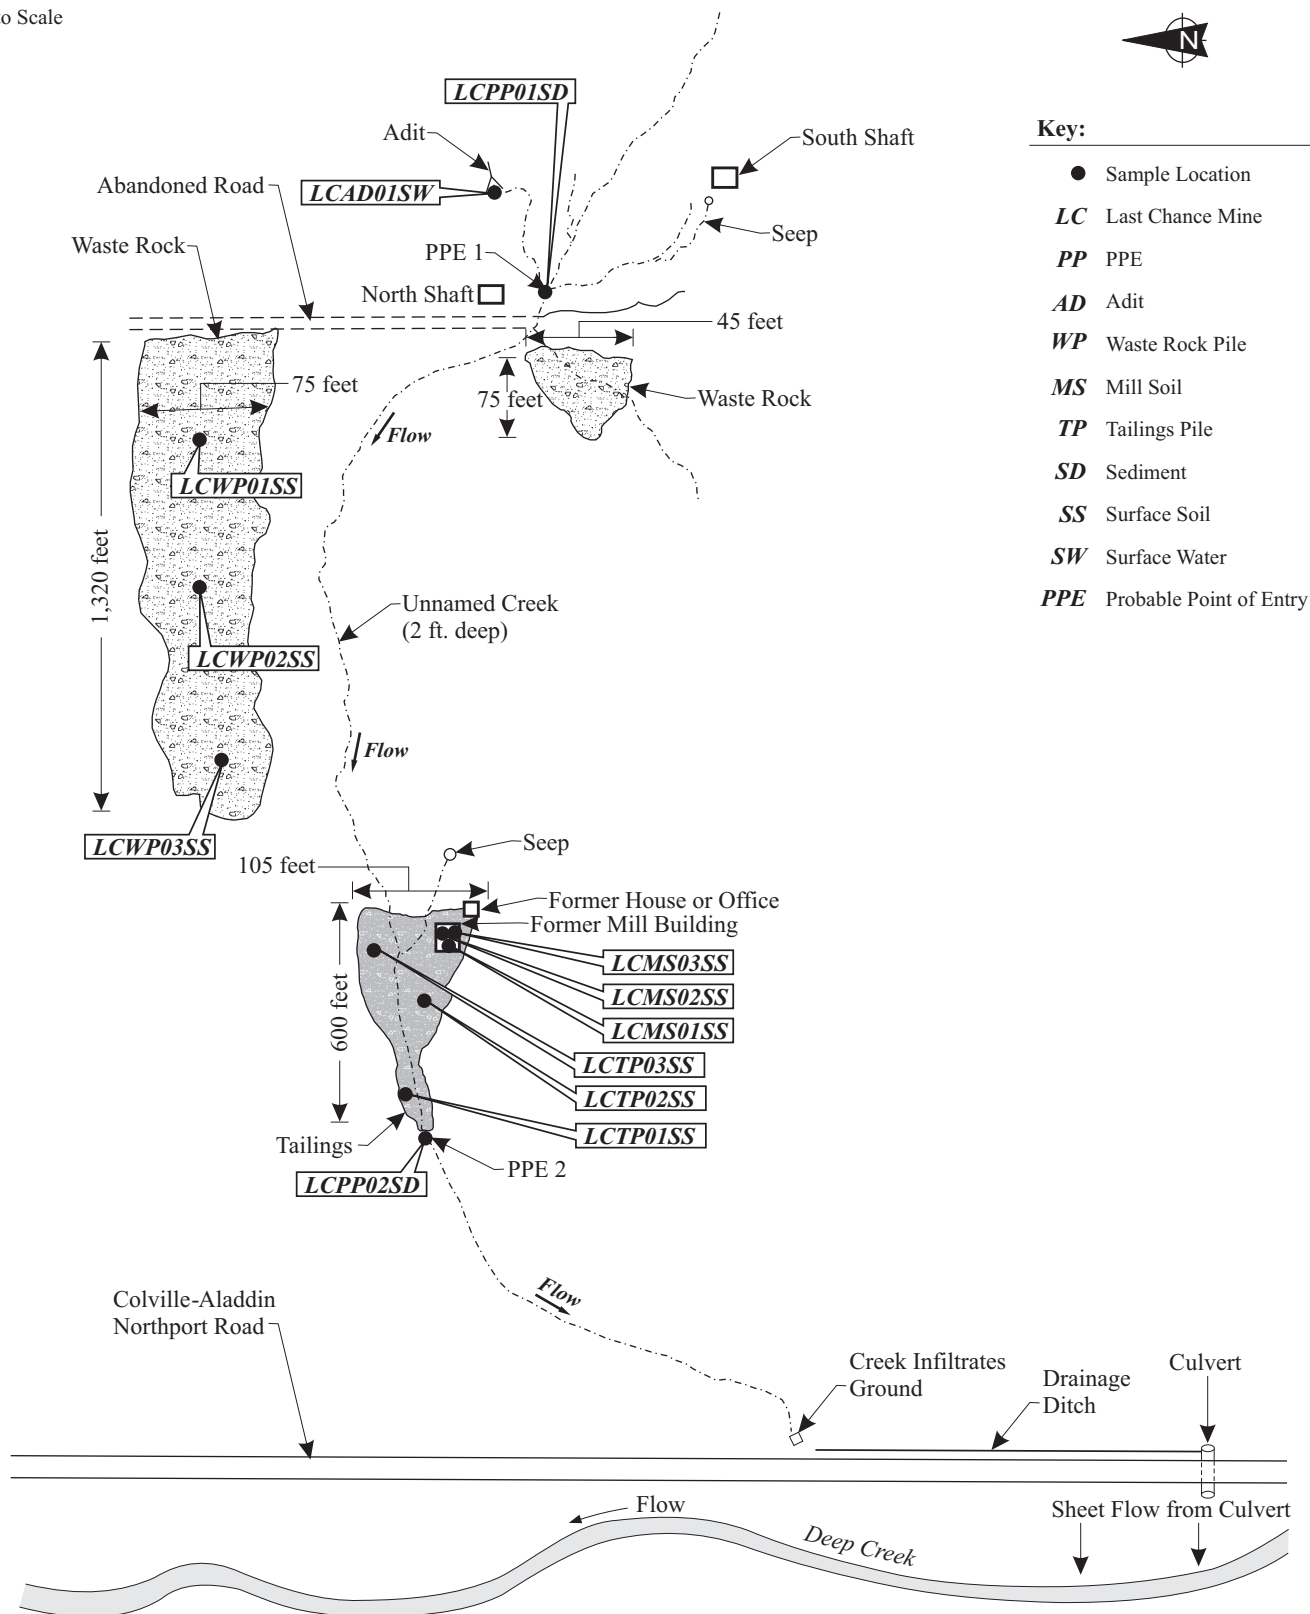 to Scale
N
LCPP01SD
Adit
South Shaft
Abandoned Road
LCAD01SW
Waste Rock
PPE 1
Seep
North Shaft
45 feet
75 feet
75 feet
Waste Rock
Flow
LCWP01SS
1,320 feet
Unnamed Creek
(2 ft. deep)
LCWP02SS
Flow
LCWP03SS
Seep
105 feet
Former House or Office
Former Mill Building
LCMS03SS
LCMS02SS
600 feet
LCMS01SS
LCTP03SS
LCTP02SS
LCTP01SS
Tailings
PPE 2
LCPP02SD
Flow
Colville-Aladdin
Northport Road
Creek Infiltrates
Ground
Drainage
Ditch
Culvert
Flow
Sheet Flow from Culvert
Deep Creek
Key:
Sample Location
LC Last Chance Mine
PP PPE
AD Adit
WP Waste Rock Pile
MS Mill Soil
TP Tailings Pile
SD Sediment
SS Surface Soil
SW Surface Water
PPE Probable Point of Entry